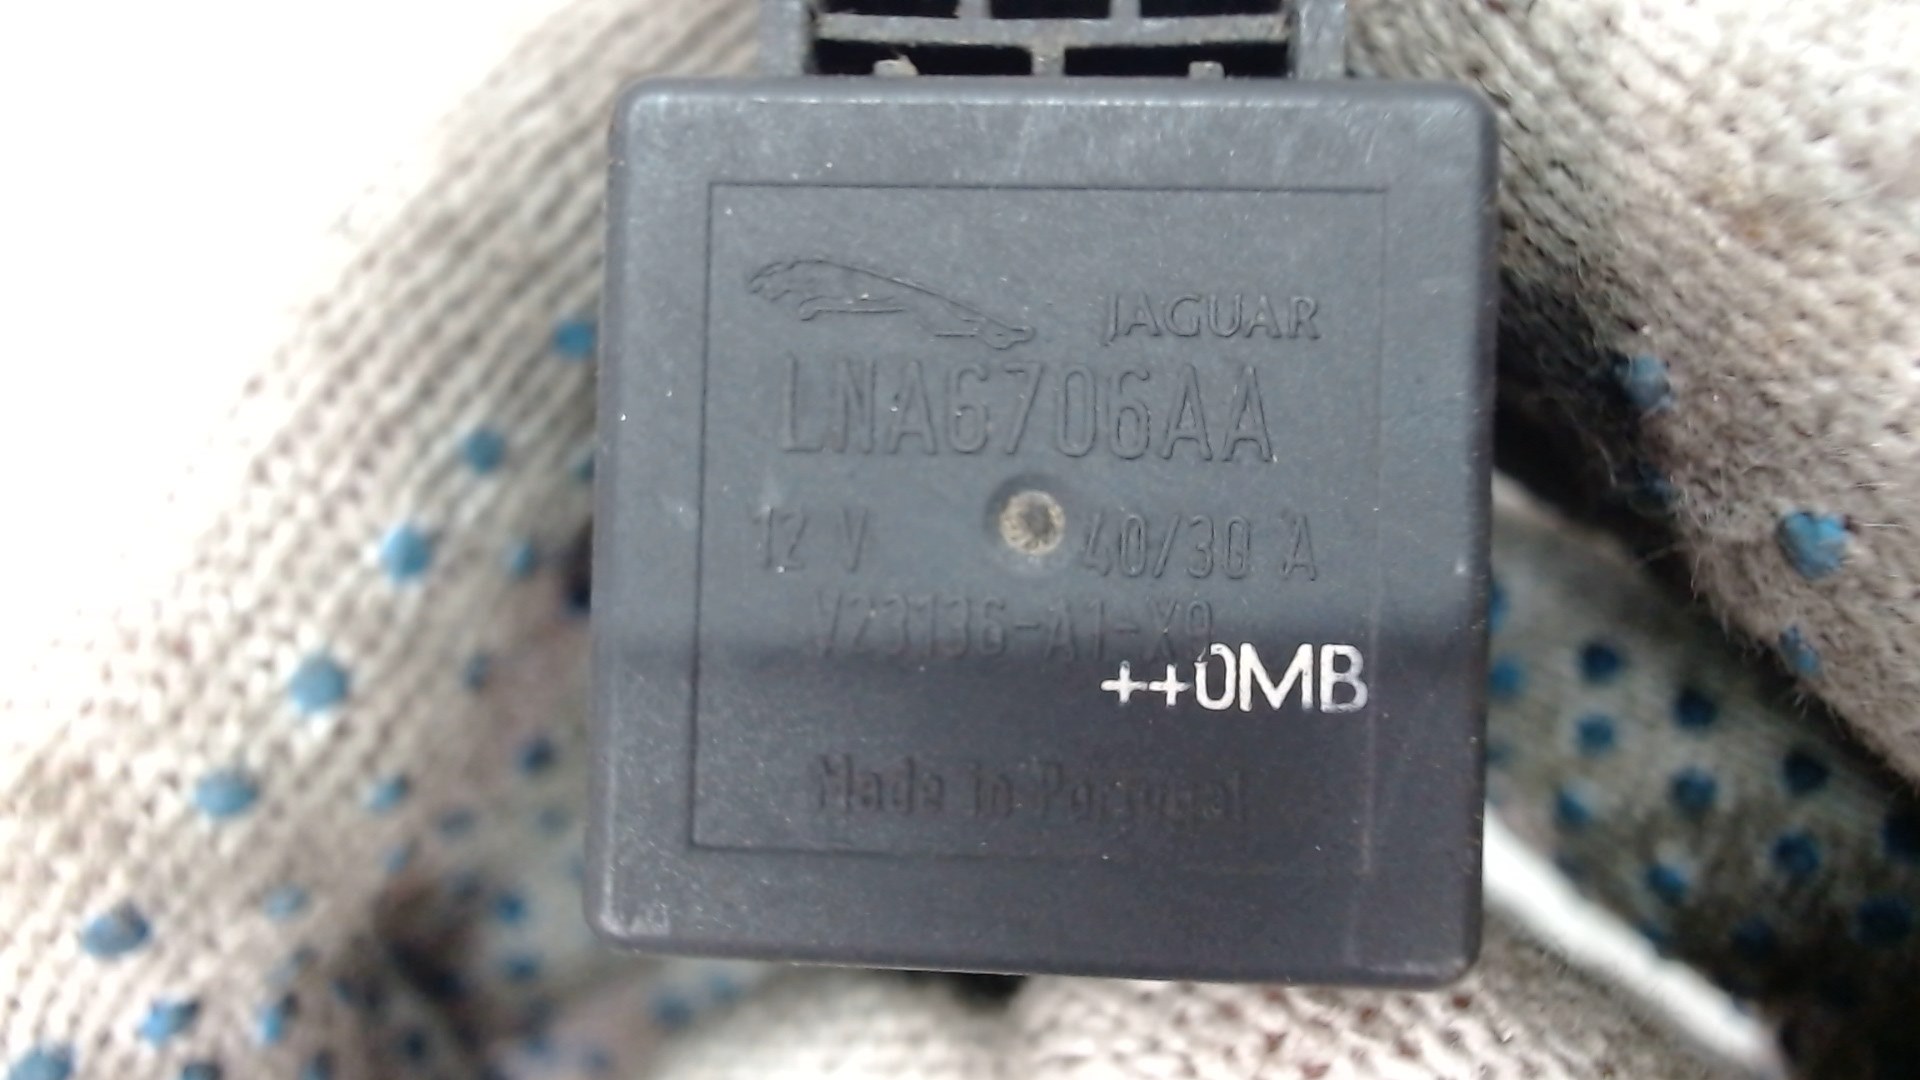 JAGUAR
LNA6706AA
12 V 40/30 A
V23136-A1-X9
++0MB
Made in Portugal